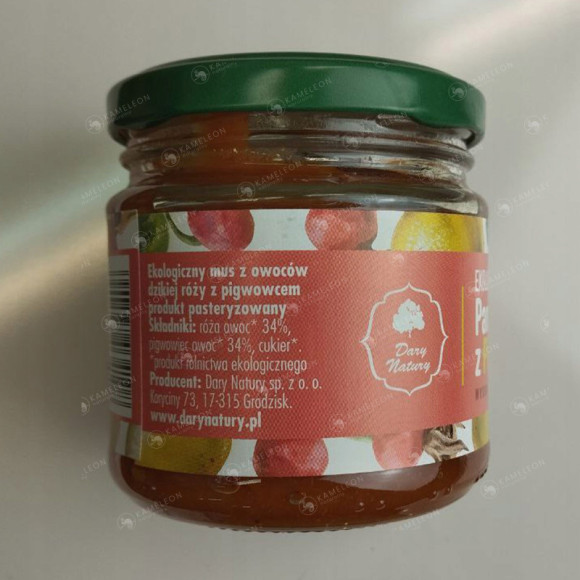 Ekologiczny mus z owoców
dzikiej róży z pigwowcem
produkt pasteryzowany
Składniki: róża owoc* 34%,
pigwowiec owoc* 34%, cukier*.
*produkt rolnictwa ekologicznego
Producent: Dary Natury sp. z o. o.
Koryciny 73, 17-315 Grodzisk.
www.darynatury.pl
Dary
Natury
z
KAMELEON